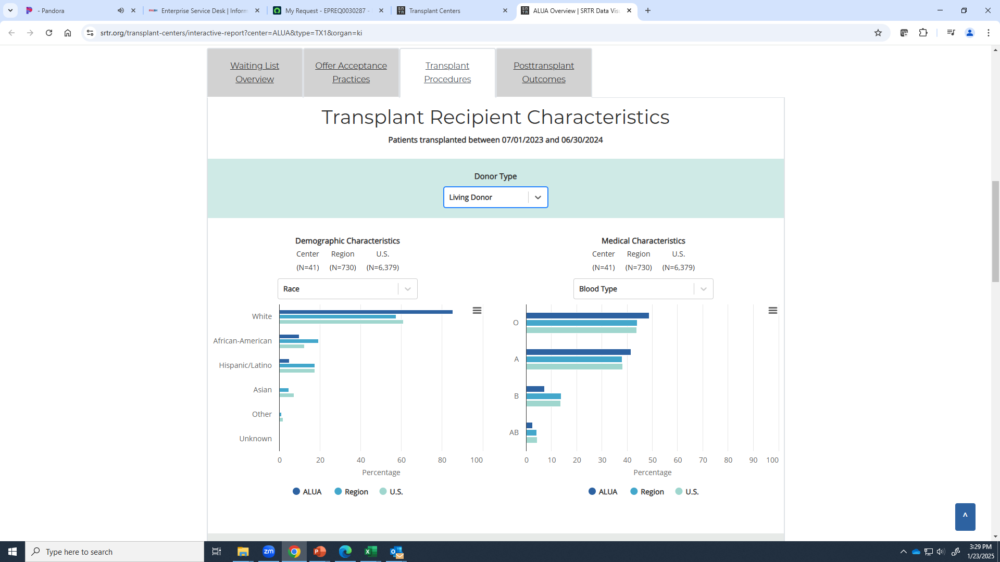 - Pandora
Enterprise Service Desk | Inform
My Request - EPREQ0030287 -
Transplant Centers
ALUA Overview | SRTR Data Vis
srtr.org/transplant-centers/interactive-report?center=ALUA&type=TX1&organ=ki
Waiting List Overview
Offer Acceptance Practices
Transplant Procedures
Posttransplant Outcomes
Transplant Recipient Characteristics
Patients transplanted between 07/01/2023 and 06/30/2024
Donor Type
Living Donor
Demographic Characteristics
Center Region U.S.
(N=41) (N=730) (N=6,379)
Race
White
African-American
Hispanic/Latino
Asian
Other
Unknown
0 20 40 60 80 100
Percentage
ALUA Region U.S.
Medical Characteristics
Center Region U.S.
(N=41) (N=730) (N=6,379)
Blood Type
O
A
B
AB
0 10 20 30 40 50 60 70 80 90 100
Percentage
ALUA Region U.S.
^
Type here to search
zm
3:29 PM
1/23/2025